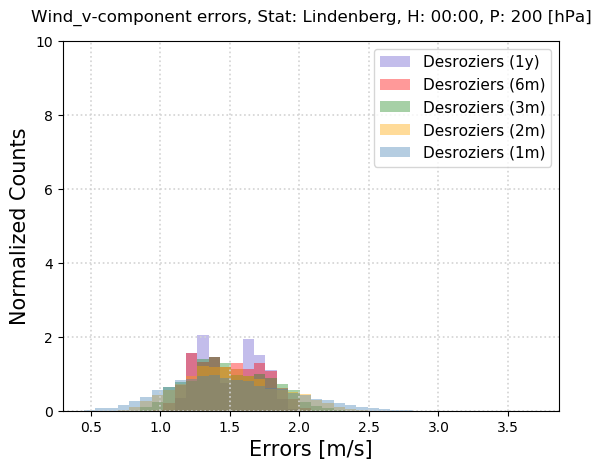 Wind_v-component errors, Stat: Lindenberg, H: 00:00, P: 200 [hPa]
10
8
6
4
2
0
Normalized Counts
Desroziers (1y)
Desroziers (6m)
Desroziers (3m)
Desroziers (2m)
Desroziers (1m)
0.5 1.0 1.5 2.0 2.5 3.0 3.5
Errors [m/s]